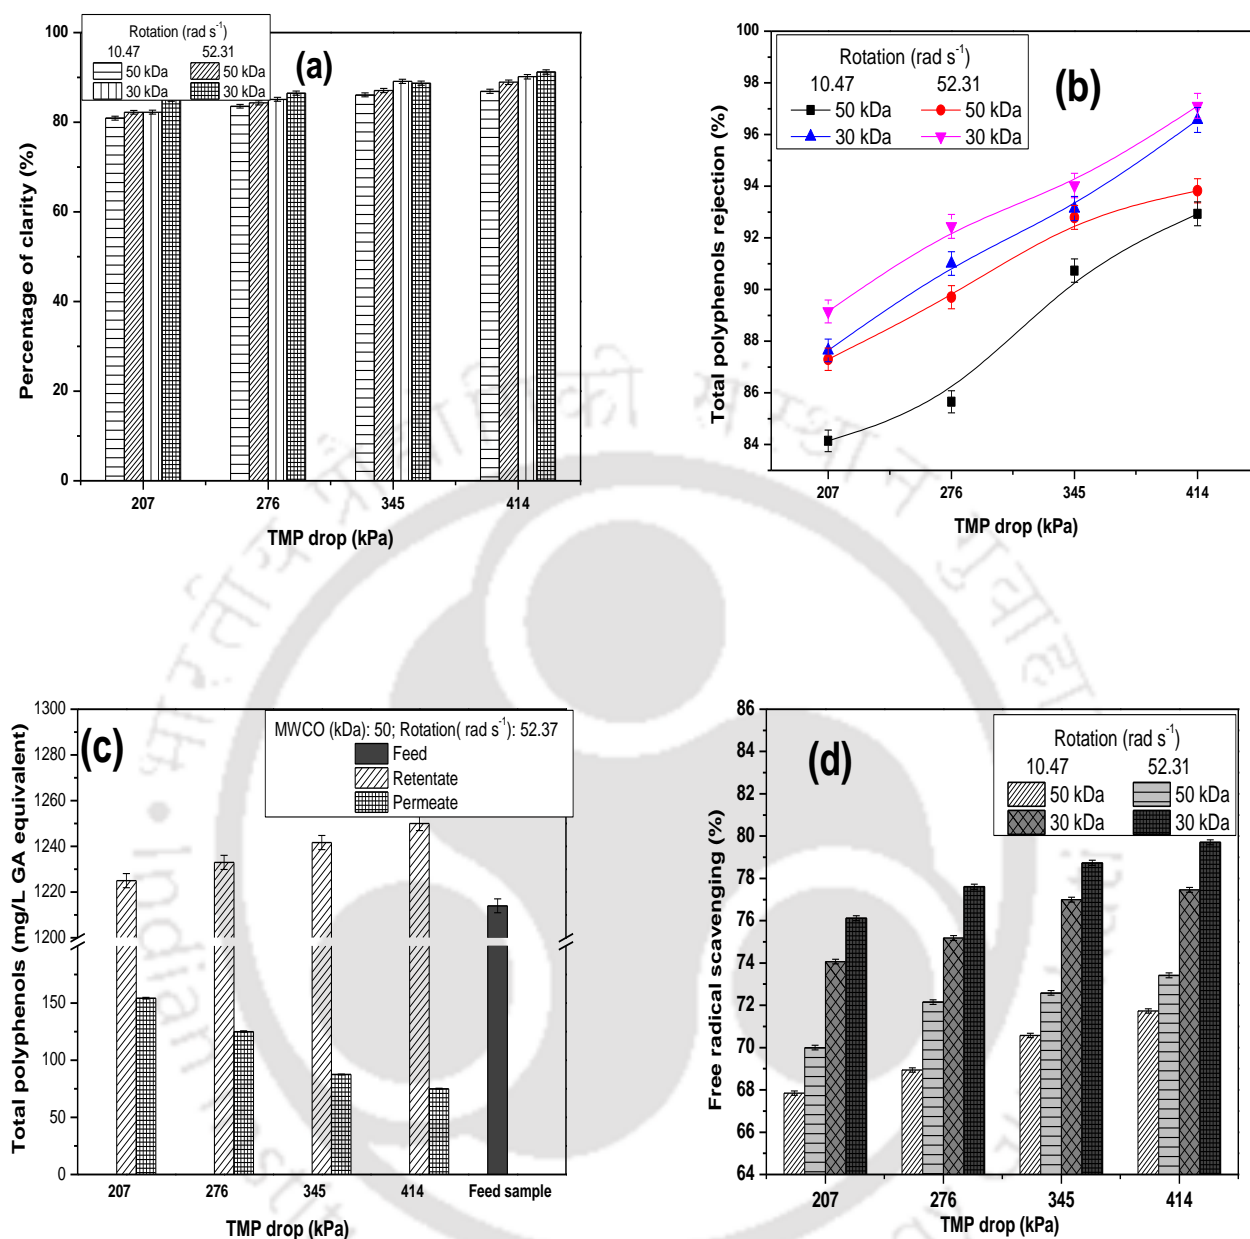 100
80
60
40
20
0
Percentage of clarity (%)
Rotation (rad s⁻¹)
10.47 52.31
50 kDa 50 kDa
30 kDa 30 kDa
(a)
207 276 345 414
TMP drop (kPa)
100
98
96
94
92
90
88
86
84
Total polyphenols rejection (%)
Rotation (rad s⁻¹)
10.47 52.31
50 kDa 50 kDa
30 kDa 30 kDa
(b)
207 276 345 414
TMP drop (kPa)
1300
1280
1260
1240
1220
1200
150
100
50
0
Total polyphenols (mg/L GA equivalent)
MWCO (kDa): 50; Rotation( rad s⁻¹): 52.37
Feed
Retentate
Permeate
(c)
207 276 345 414 Feed sample
TMP drop (kPa)
86
84
82
80
78
76
74
72
70
68
66
64
Free radical scavenging (%)
Rotation (rad s⁻¹)
10.47 52.31
50 kDa 50 kDa
30 kDa 30 kDa
(d)
207 276 345 414
TMP drop (kPa)
Indian